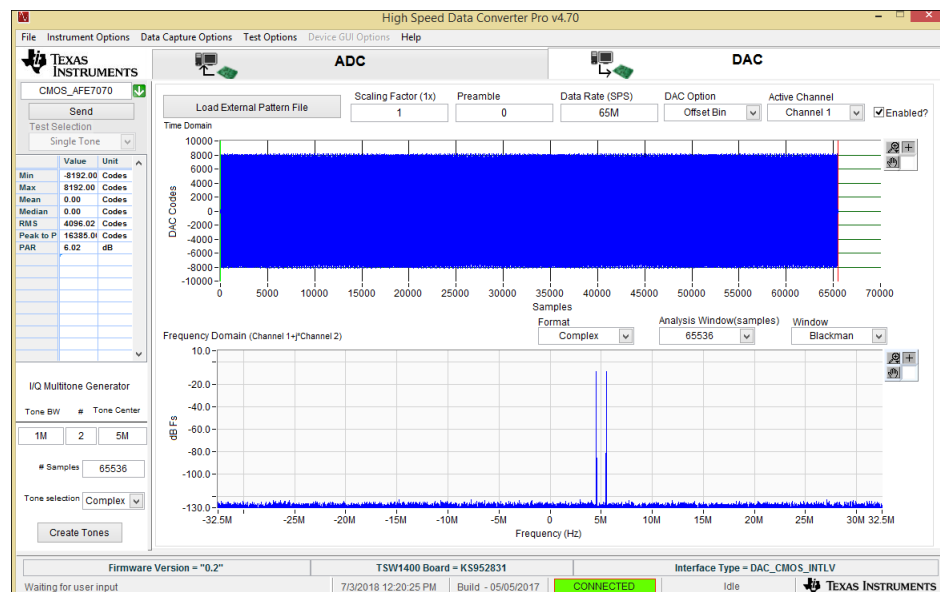 High Speed Data Converter Pro v4.70
File Instrument Options Data Capture Options Test Options Device GUI Options Help
TEXAS INSTRUMENTS
ADC
DAC
CMOS_AFE7070
Send
Test Selection
Single Tone
Value Unit
Min -8192.00 Codes
Max 8192.00 Codes
Mean 0.00 Codes
Median 0.00 Codes
RMS 4096.02 Codes
Peak to P 16385.0 Codes
PAR 6.02 dB
I/Q Multitone Generator
Tone BW # Tone Center
1M 2 5M
# Samples 65536
Tone selection Complex
Create Tones
Load External Pattern File
Scaling Factor (1x) Preamble Data Rate (SPS) DAC Option Active Channel
1 0 65M Offset Bin Channel 1 Enabled?
Time Domain
DAC Codes
10000
8000
6000
4000
2000
0
-2000
-4000
-6000
-8000
-10000
0 5000 10000 15000 20000 25000 30000 35000 40000 45000 50000 55000 60000 65000 70000
Samples
Format Analysis Window(samples) Window
Frequency Domain (Channel 1+j*Channel 2) Complex 65536 Blackman
dB Fs
10.0
-20.0
-40.0
-60.0
-80.0
-100.0
-130.0
-32.5M -25M -20M -15M -10M -5M 0 5M 10M 15M 20M 25M 30M 32.5M
Frequency (Hz)
Firmware Version = "0.2" TSW1400 Board = KS952831 Interface Type = DAC_CMOS_INTLV
Waiting for user input 7/3/2018 12:20:25 PM Build - 05/05/2017 CONNECTED Idle TEXAS INSTRUMENTS